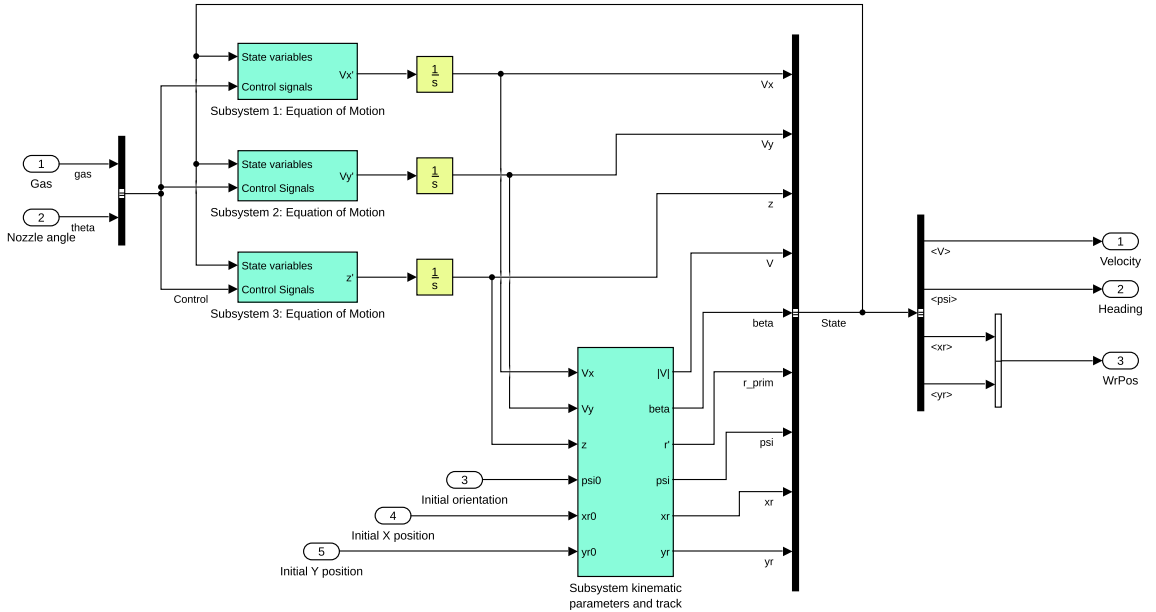 State variables
Control signals
Vx'
1
s
Subsystem 1: Equation of Motion
Vx
1
Gas
gas
2
Nozzle angle
theta
State variables
Control Signals
Vy'
1
s
Subsystem 2: Equation of Motion
Vy
State variables
Control Signals
z'
1
s
Control
Subsystem 3: Equation of Motion
z
V
beta
r_prim
psi
xr
yr
Vx
Vy
z
psi0
xr0
yr0
|V|
beta
r'
psi
xr
yr
3
Initial orientation
4
Initial X position
5
Initial Y position
Subsystem kinematic
parameters and track
State
<V>
<psi>
<xr>
<yr>
1
Velocity
2
Heading
3
WrPos